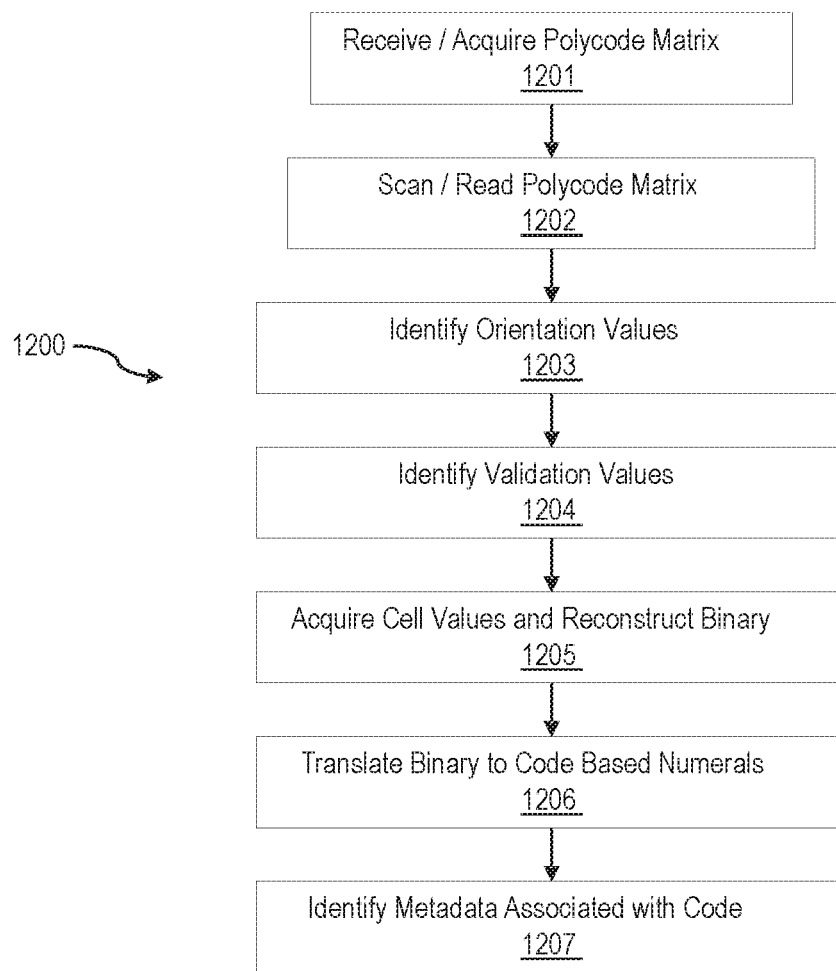 Receive / Acquire Polycode Matrix
1201
Scan / Read Polycode Matrix
1202
Identify Orientation Values
1203
1200
Identify Validation Values
1204
Acquire Cell Values and Reconstruct Binary
1205
Translate Binary to Code Based Numerals
1206
Identify Metadata Associated with Code
1207